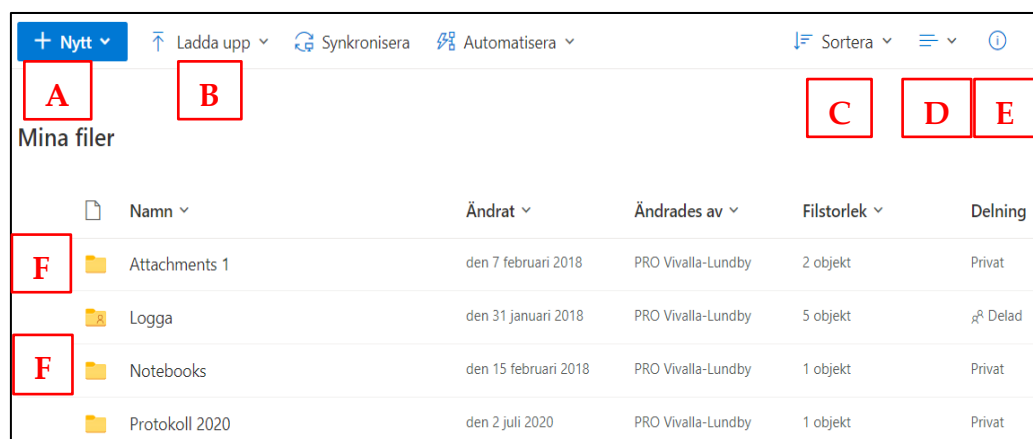 Nytt Ladda upp Synkronisera Automatisera Sortera
A B C D E
Mina filer
Namn Ändrat Ändrades av Filstorlek Delning
F Attachments 1 den 7 februari 2018 PRO Vivalla-Lundby 2 objekt Privat
Logga den 31 januari 2018 PRO Vivalla-Lundby 5 objekt Delad
F Notebooks den 15 februari 2018 PRO Vivalla-Lundby 1 objekt Privat
Protokoll 2020 den 2 juli 2020 PRO Vivalla-Lundby 1 objekt Privat